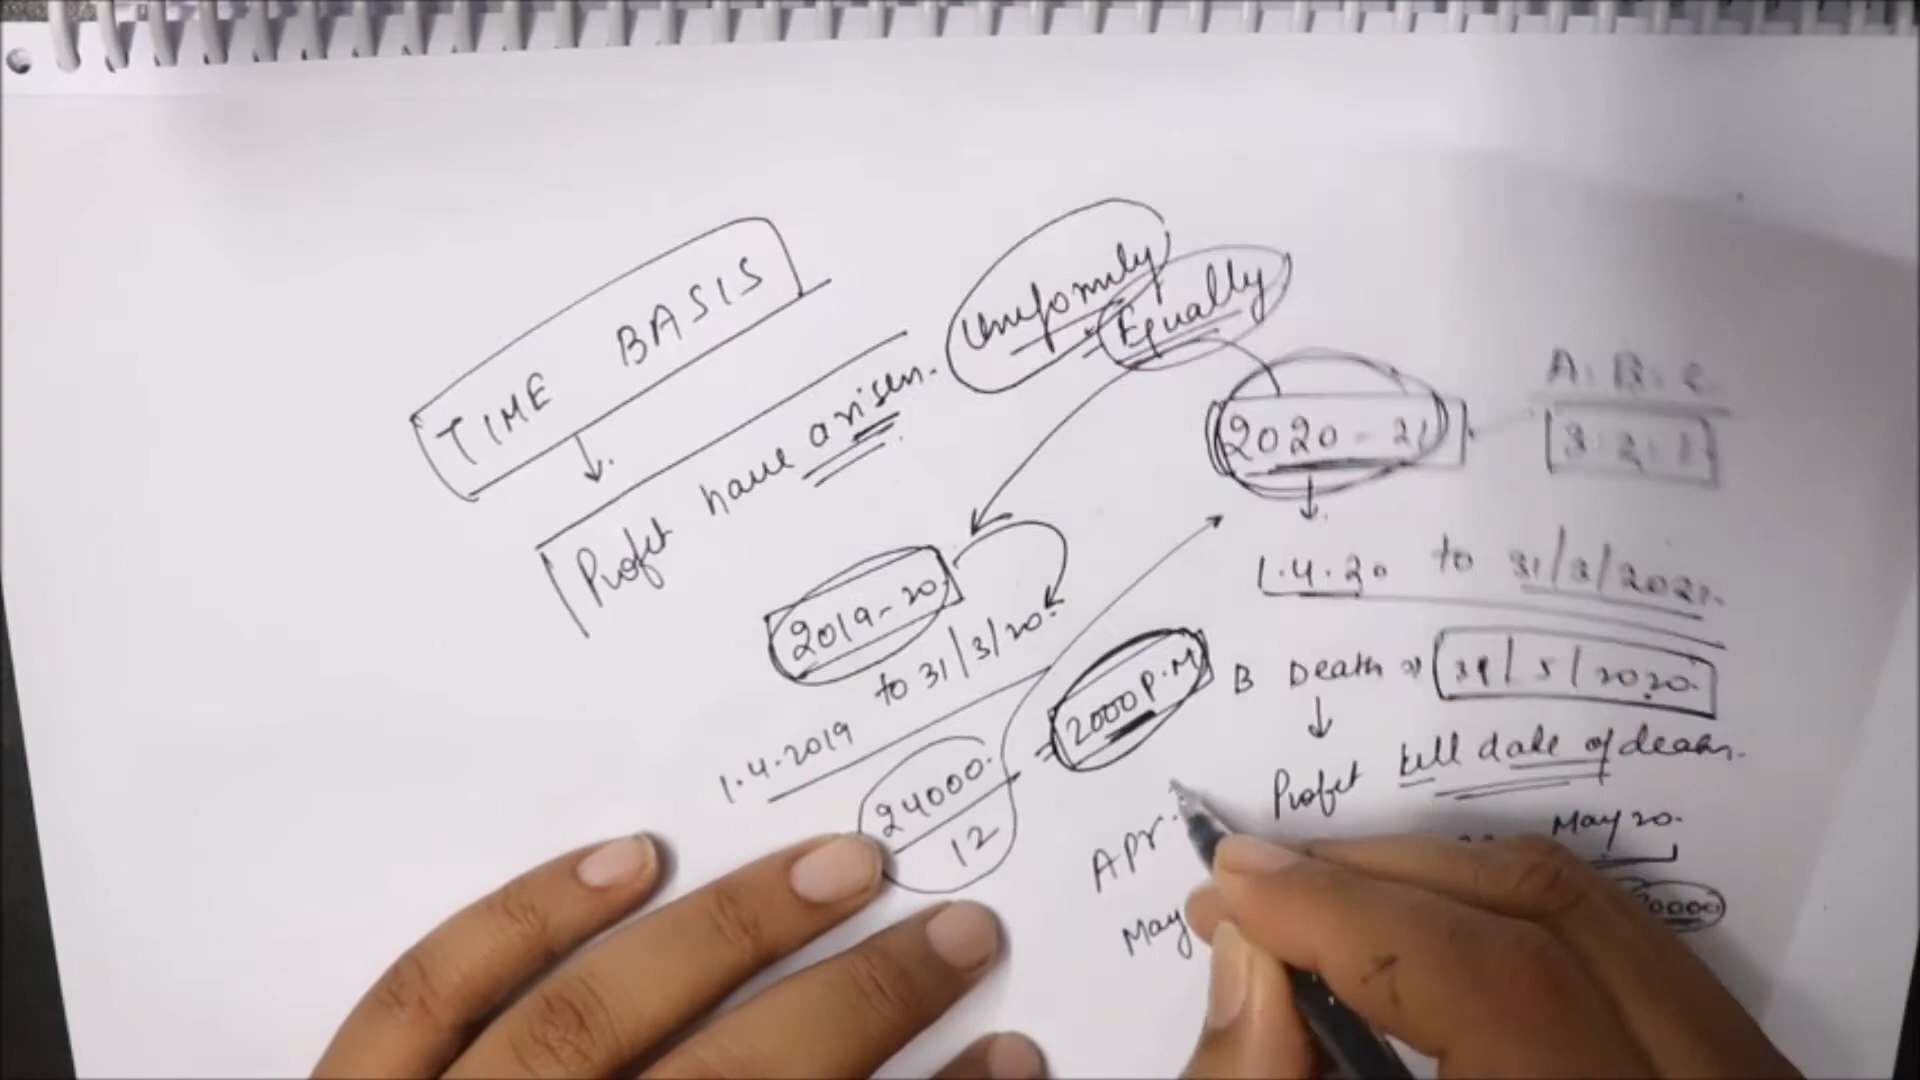 TIME BASIS
Profit have arisen.
Uniformly
= Equally
2020 - 21
A : B : C
3 : 2 : 1
1.4.20 to 31/3/2021.
2019-20
1.4.2019 to 31/3/20.
24000.
12
= 2000 P.M
B Death → 31/5/2020.
Profit till date of death.
May 20.
Apr.
May